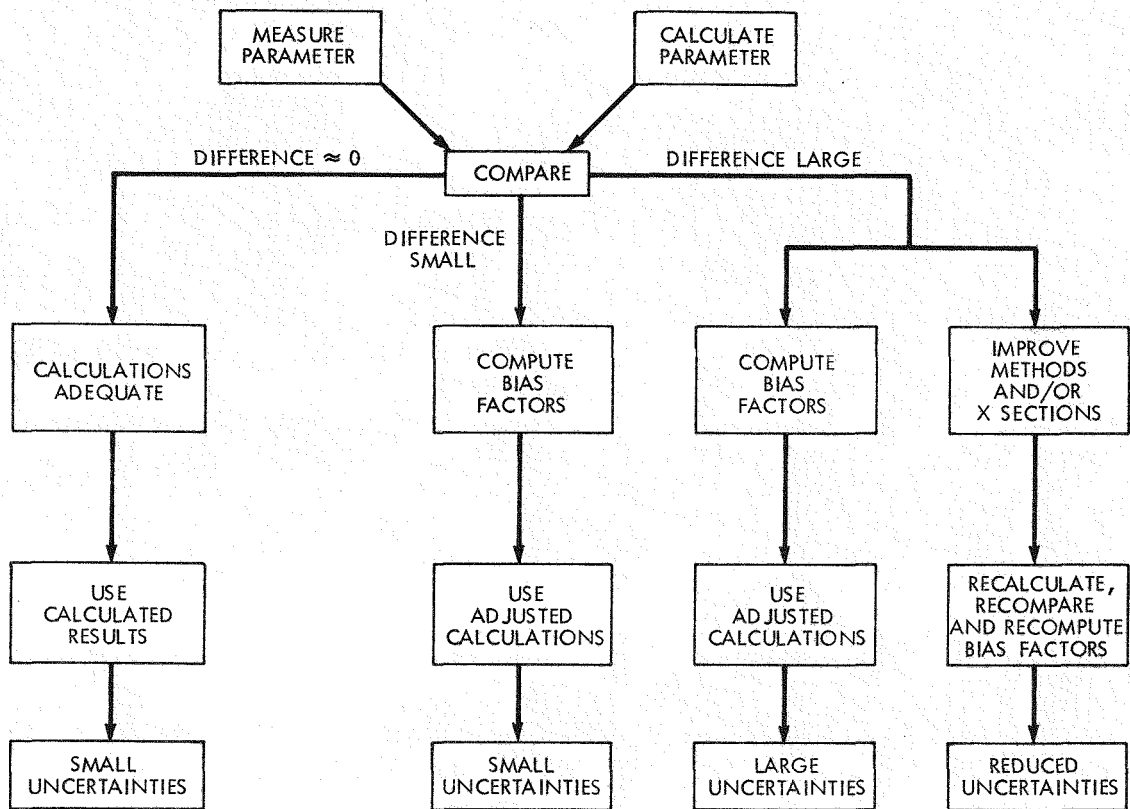 MEASURE
PARAMETER
CALCULATE
PARAMETER
COMPARE
DIFFERENCE ≈ 0
DIFFERENCE LARGE
DIFFERENCE
SMALL
CALCULATIONS
ADEQUATE
COMPUTE
BIAS
FACTORS
COMPUTE
BIAS
FACTORS
IMPROVE
METHODS
AND/OR
X SECTIONS
USE
CALCULATED
RESULTS
USE
ADJUSTED
CALCULATIONS
USE
ADJUSTED
CALCULATIONS
RECALCULATE,
RECOMPARE
AND RECOMPUTE
BIAS FACTORS
SMALL
UNCERTAINTIES
SMALL
UNCERTAINTIES
LARGE
UNCERTAINTIES
REDUCED
UNCERTAINTIES